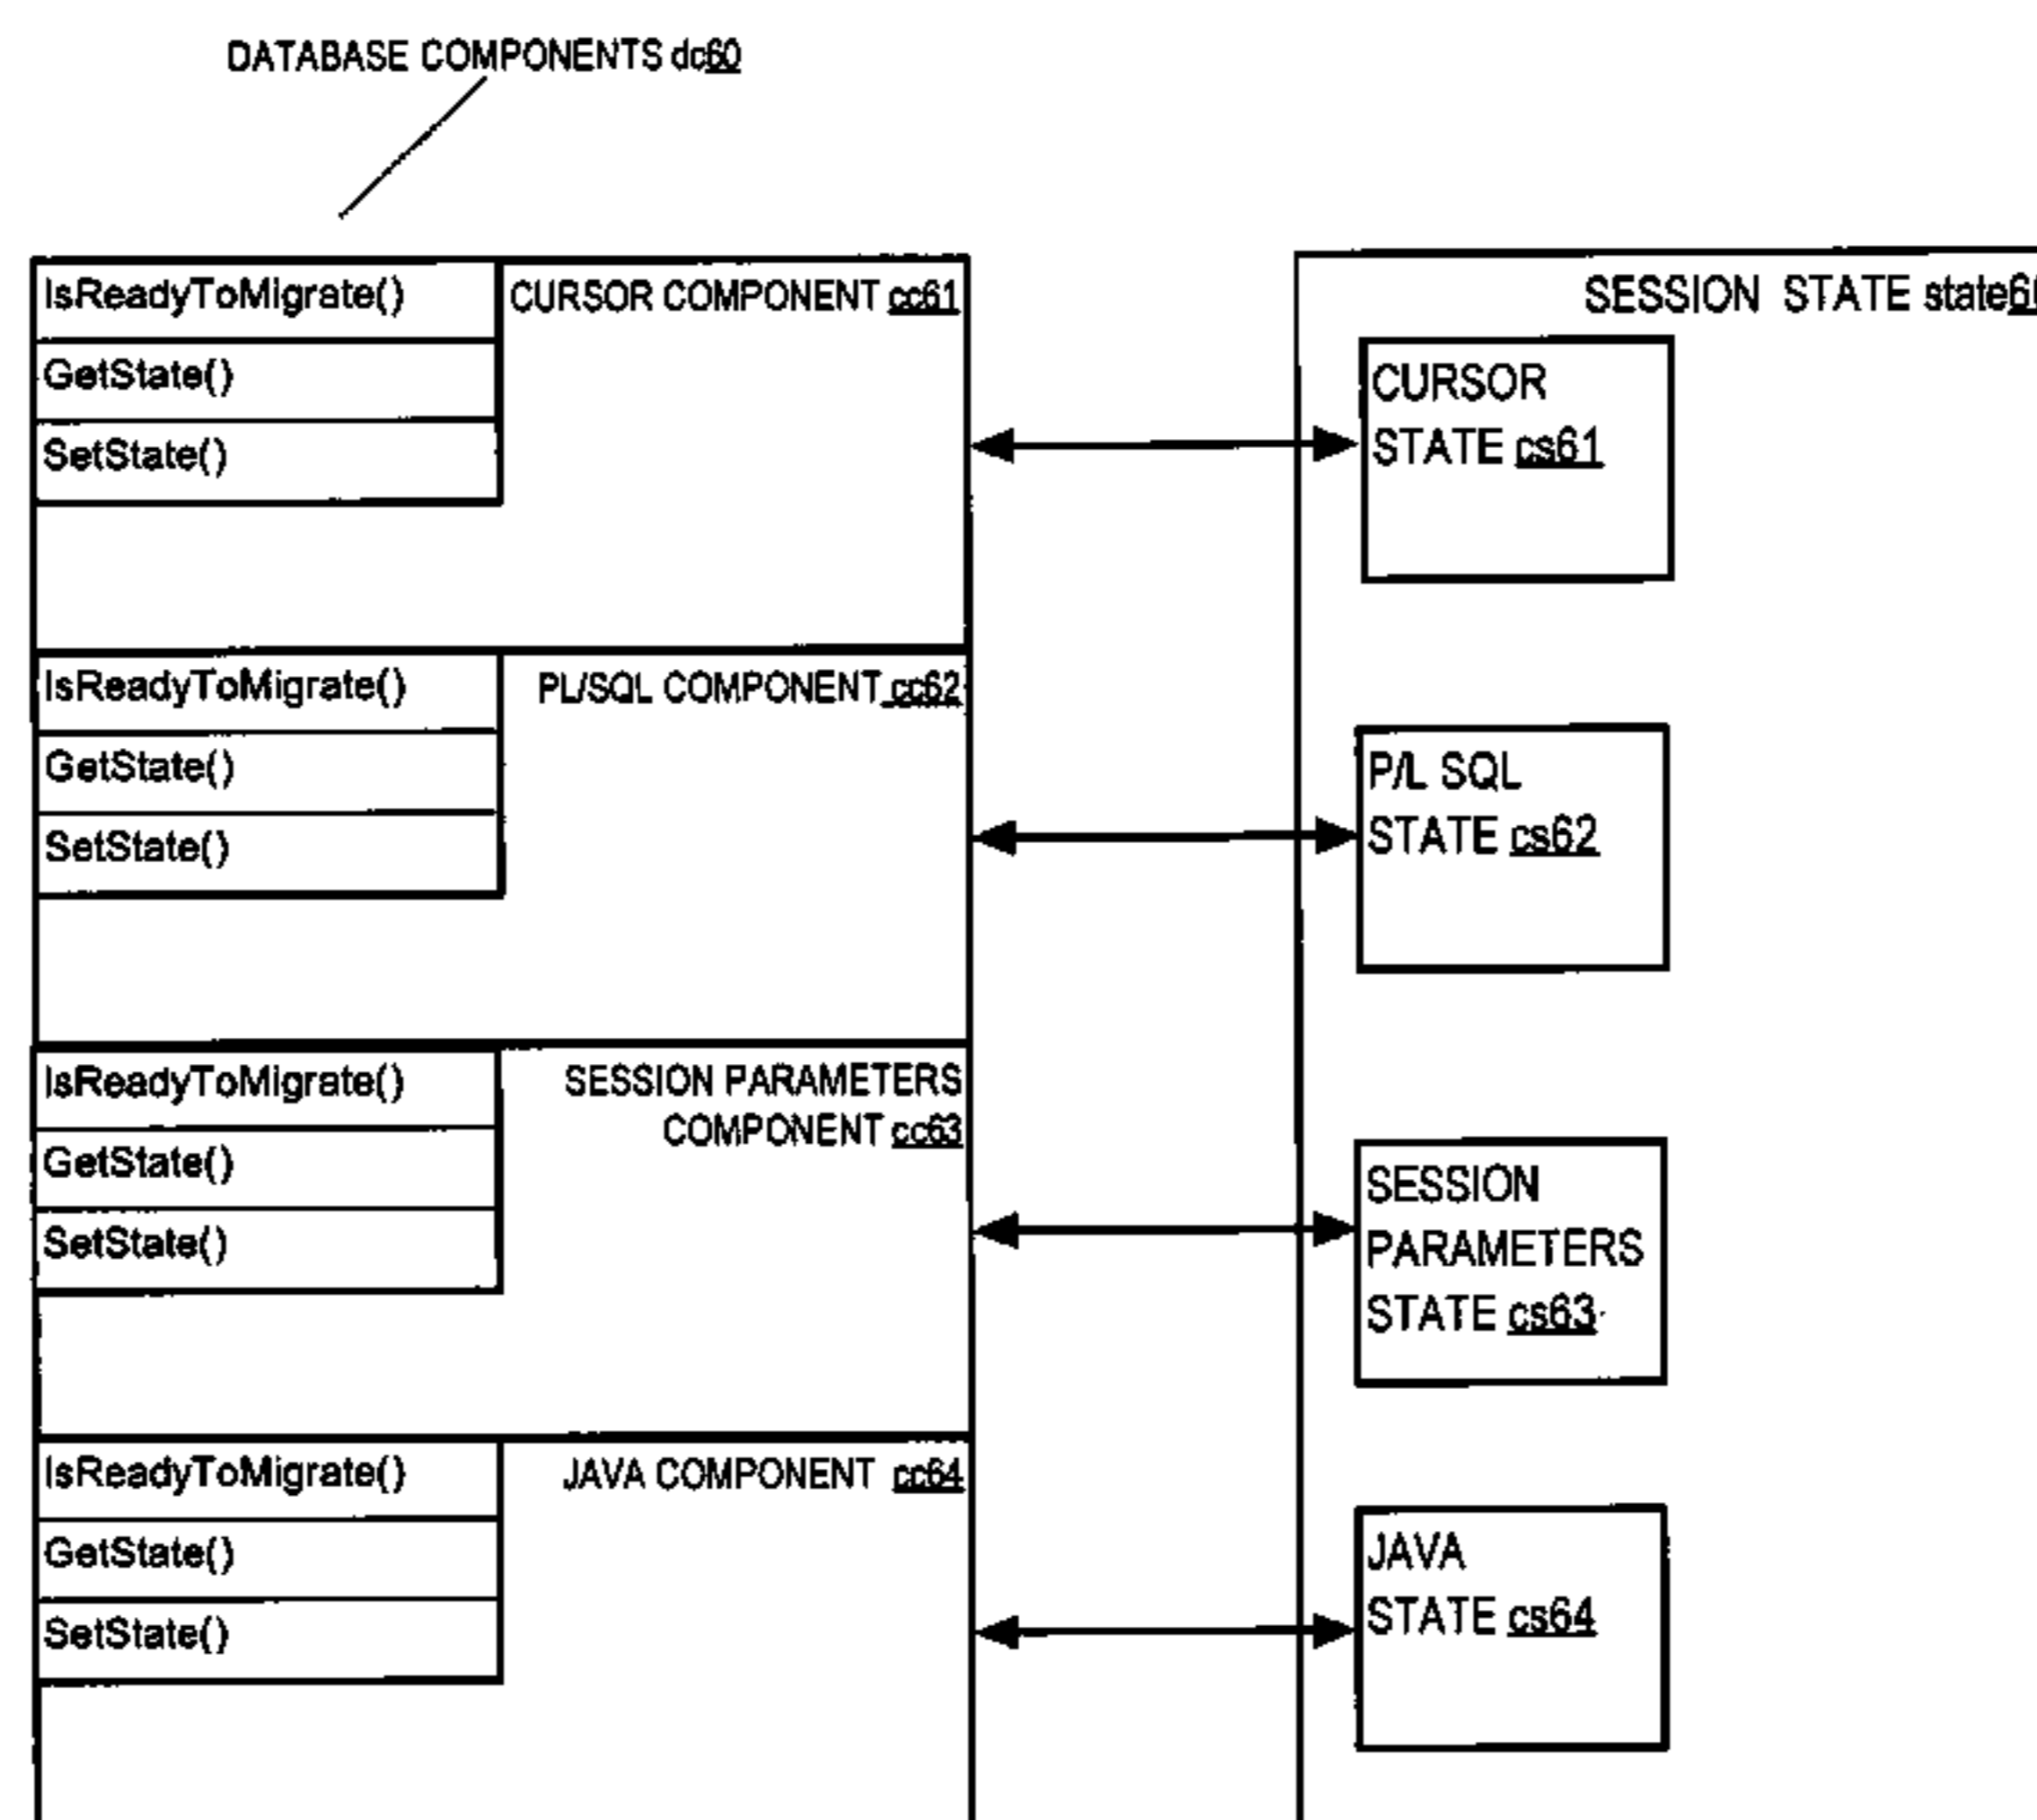 DATABASE COMPONENTS dc60
IsReadyToMigrate()
CURSOR COMPONENT cc61
GetState()
SetState()
IsReadyToMigrate()
PL/SQL COMPONENT cc62
GetState()
SetState()
IsReadyToMigrate()
SESSION PARAMETERS
COMPONENT cc63
GetState()
SetState()
IsReadyToMigrate()
JAVA COMPONENT cc64
GetState()
SetState()
SESSION STATE
CURSOR
STATE cs61
P/L SQL
STATE cs62
SESSION
PARAMETERS
STATE cs63
JAVA
STATE cs64